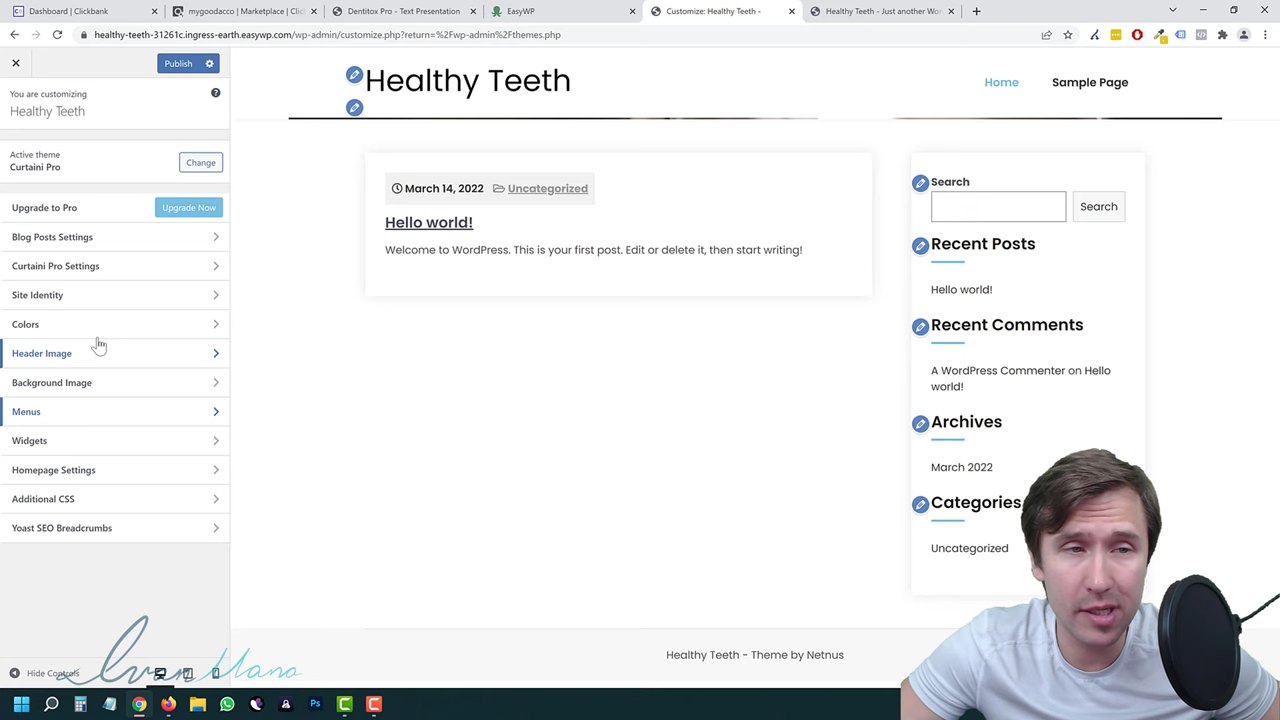 Dashboard | Clickbank
mygoodacco | Marketplace | Click
Dentitox Pro - Text Presentation
EasyWP
Customize: Healthy Teeth -
Healthy Teeth - Just another Wo
healthy-teeth-31261c.ingress-earth.easywp.com/wp-admin/customize.php?return=%2Fwp-admin%2Fthemes.php
Publish
You are customizing
Healthy Teeth
Active theme
Curtaini Pro
Change
Upgrade to Pro
Upgrade Now
Blog Posts Settings
Curtaini Pro Settings
Site Identity
Colors
Header Image
Background Image
Menus
Widgets
Homepage Settings
Additional CSS
Yoast SEO Breadcrumbs
Hide Controls
Healthy Teeth
Home
Sample Page
March 14, 2022
Uncategorized
Hello world!
Welcome to WordPress. This is your first post. Edit or delete it, then start writing!
Search
Search
Recent Posts
Hello world!
Recent Comments
A WordPress Commenter on Hello
world!
Archives
March 2022
Categories
Uncategorized
Healthy Teeth - Theme by Netnus
Ivan Mana